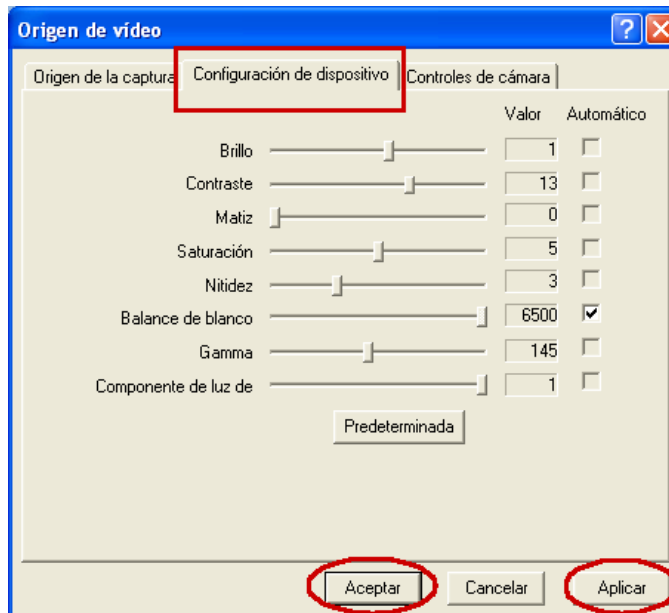 Origen de vídeo
Origen de la captura Configuración de dispositivo Controles de cámara
Valor Automático
Brillo 1
Contraste 13
Matiz 0
Saturación 5
Nitidez 3
Balance de blanco 6500
Gamma 145
Componente de luz de 1
Predeterminada
Aceptar Cancelar Aplicar